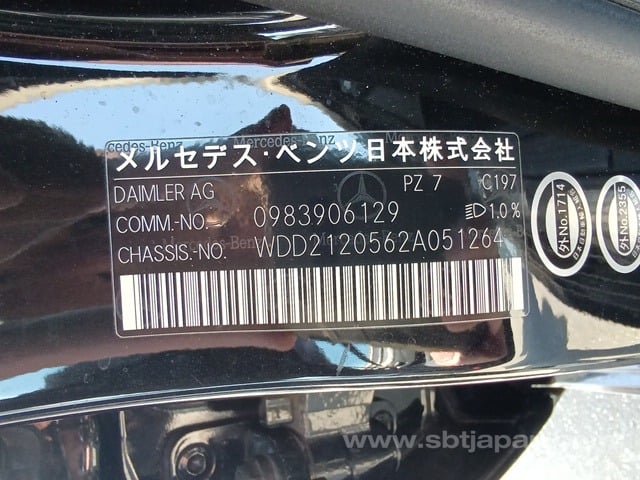 メルセデス・ベンツ日本株式会社
DAIMLER AG PZ 7 C197
COMM.-NO. 0983906129 1.0%
CHASSIS.-NO. WDD2120562A051264
外No.1714
外No.2355
www.sbtjapan.